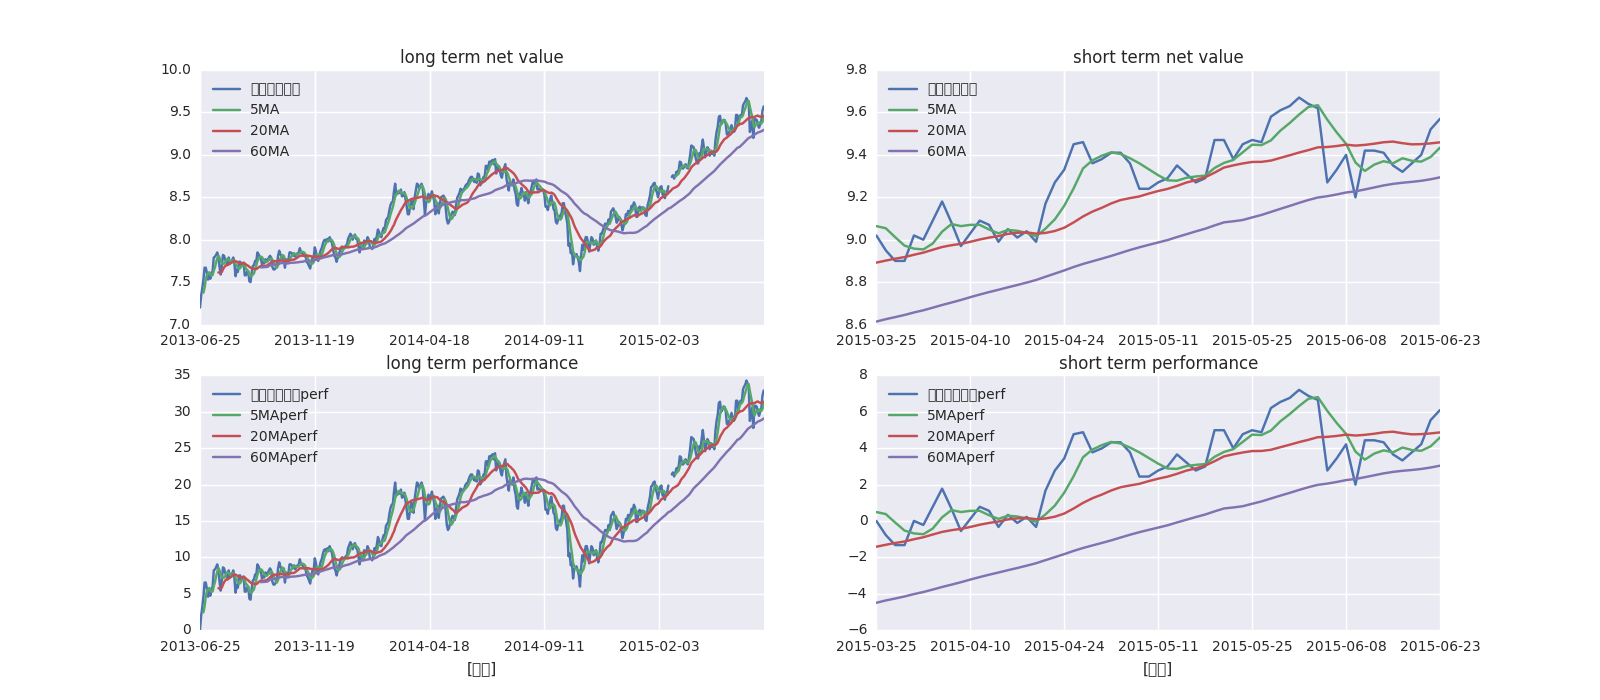 long term net value
10.0
9.5
9.0
8.5
8.0
7.5
7.0
5MA
20MA
60MA
2013-06-25 2013-11-19 2014-04-18 2014-09-11 2015-02-03
short term net value
9.8
9.6
9.4
9.2
9.0
8.8
8.6
5MA
20MA
60MA
2015-03-25 2015-04-10 2015-04-24 2015-05-11 2015-05-25 2015-06-08 2015-06-23
long term performance
35
30
25
20
15
10
5
0
perf
5MAperf
20MAperf
60MAperf
2013-06-25 2013-11-19 2014-04-18 2014-09-11 2015-02-03
[ ]
short term performance
8
6
4
2
0
−2
−4
−6
perf
5MAperf
20MAperf
60MAperf
2015-03-25 2015-04-10 2015-04-24 2015-05-11 2015-05-25 2015-06-08 2015-06-23
[ ]